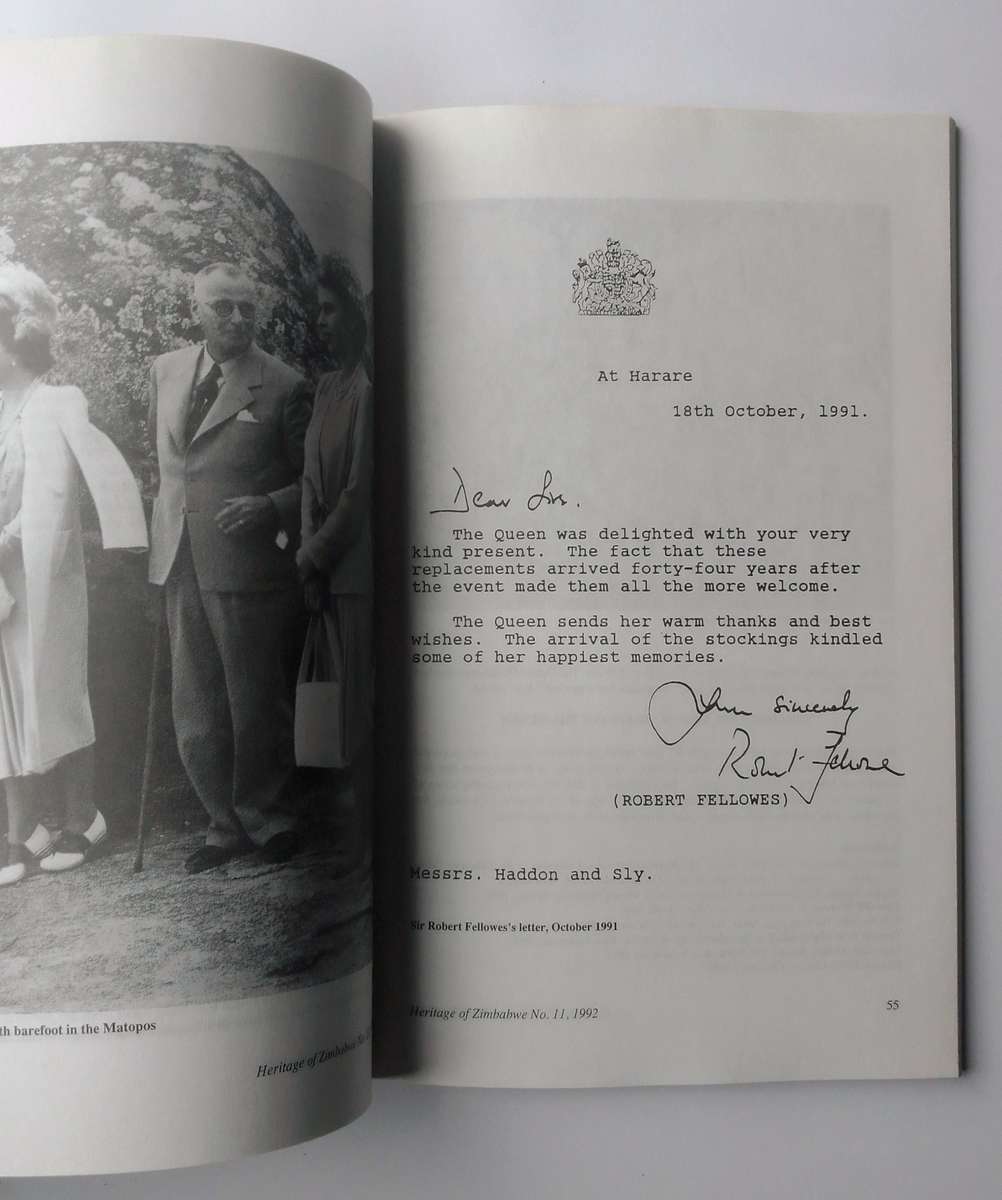 th barefoot in the Matopos
Heritage of Zimbabwe No
At Harare
18th October, 1991.
Dear Sirs.
The Queen was delighted with your very
kind present. The fact that these
replacements arrived forty-four years after
the event made them all the more welcome.
The Queen sends her warm thanks and best
wishes. The arrival of the stockings kindled
some of her happiest memories.
Yours sincerely
Robert Fellowes
(ROBERT FELLOWES)
Messrs. Haddon and Sly.
Sir Robert Fellowes's letter, October 1991
Heritage of Zimbabwe No. 11, 1992
55